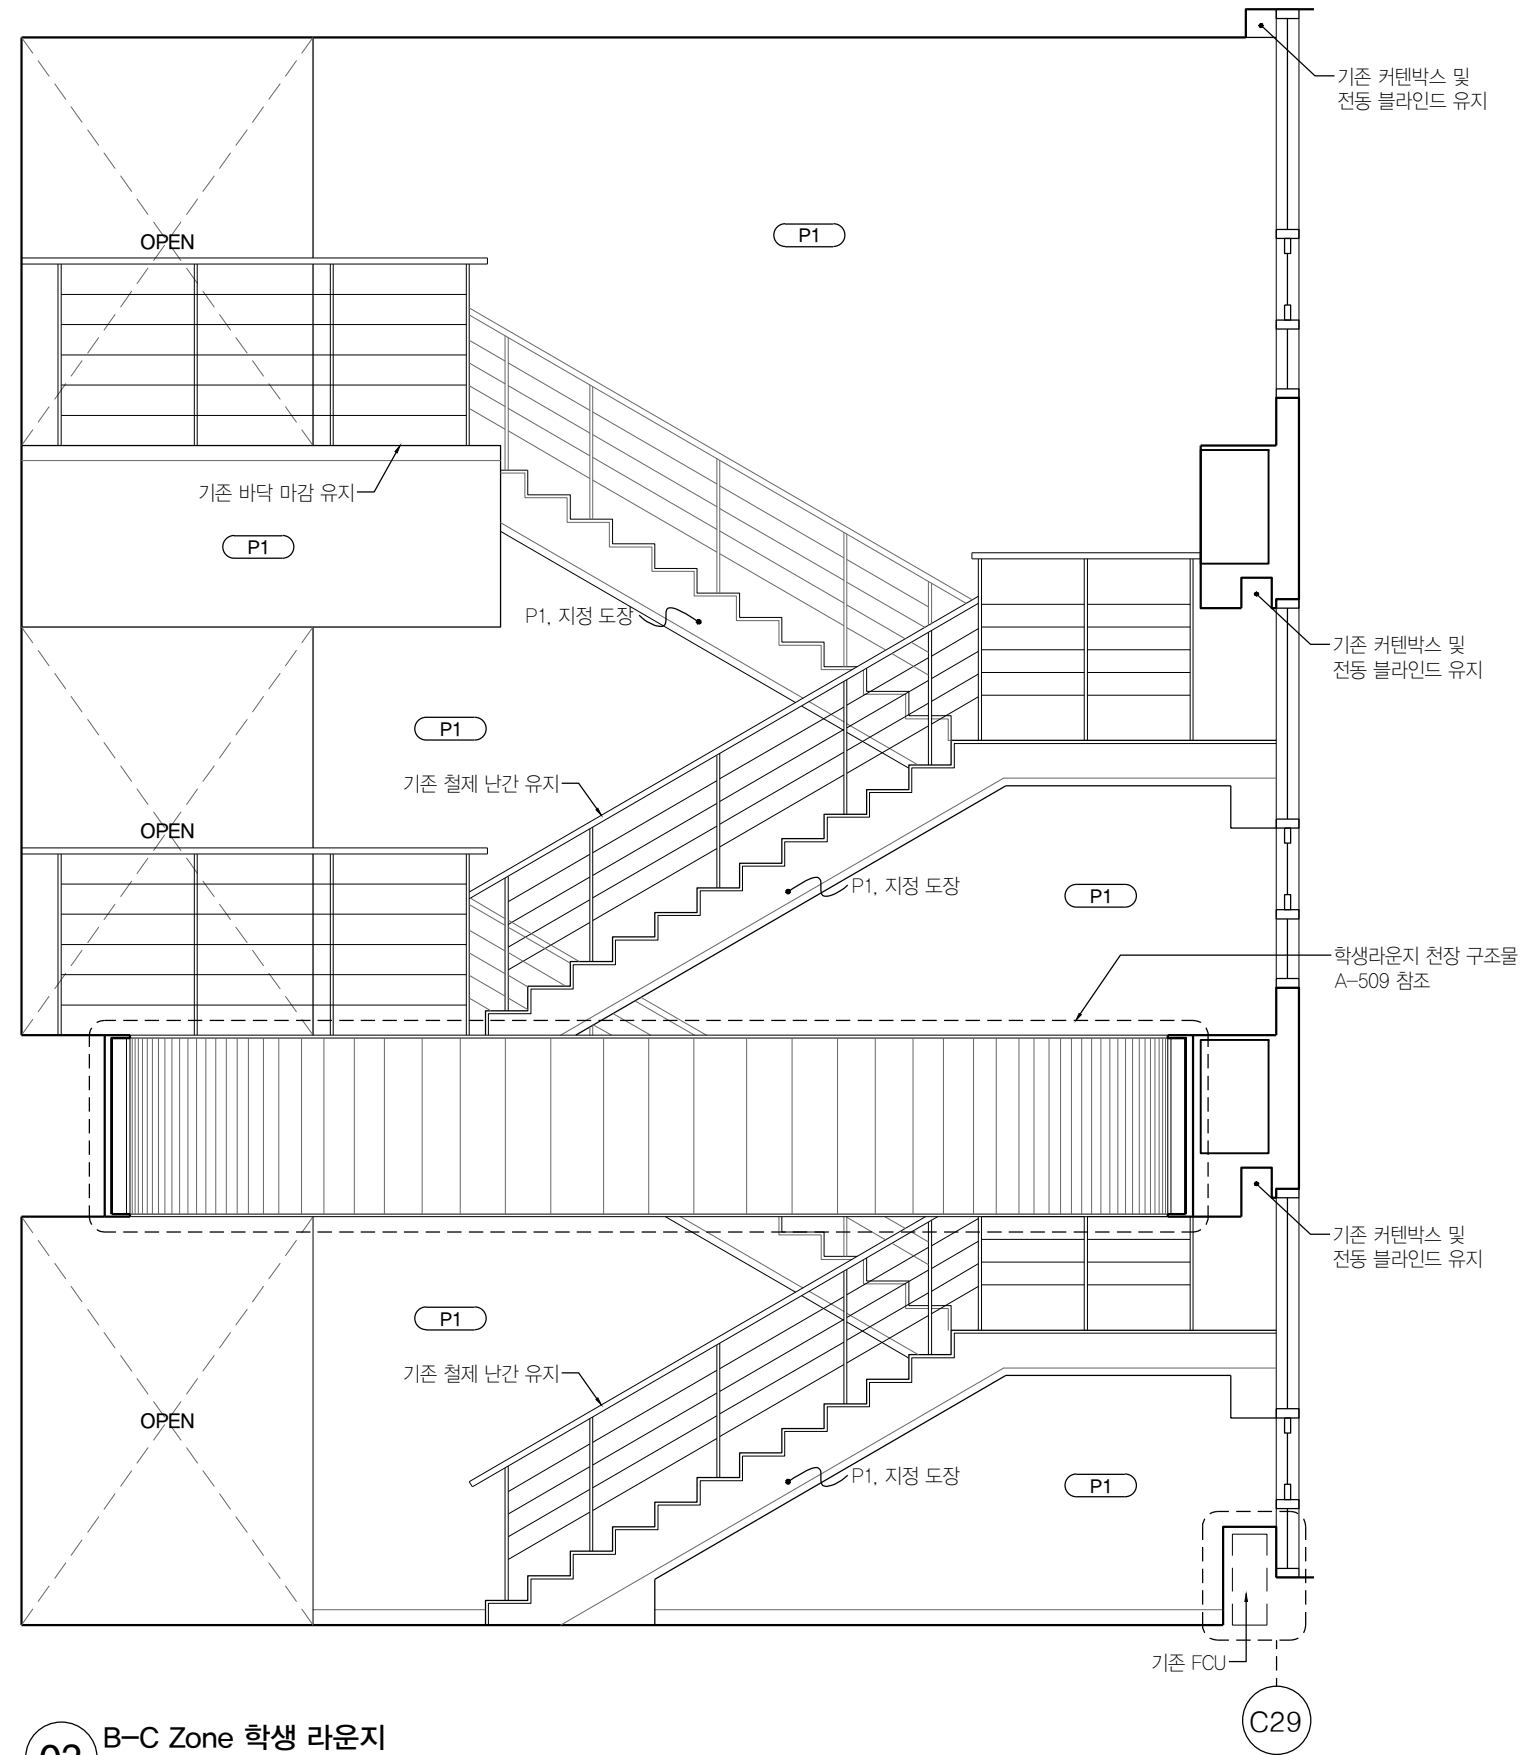 기존 커텐박스 및
전동 블라인드 유지
P1
OPEN
기존 바닥 마감 유지
P1
P1, 지정 도장
기존 커텐박스 및
전동 블라인드 유지
P1
기존 철제 난간 유지
OPEN
P1, 지정 도장
P1
학생라운지 천장 구조물
A-509 참조
기존 커텐박스 및
전동 블라인드 유지
P1
기존 철제 난간 유지
OPEN
P1, 지정 도장
P1
기존 FCU
C29
B-C Zone 학생 라운지